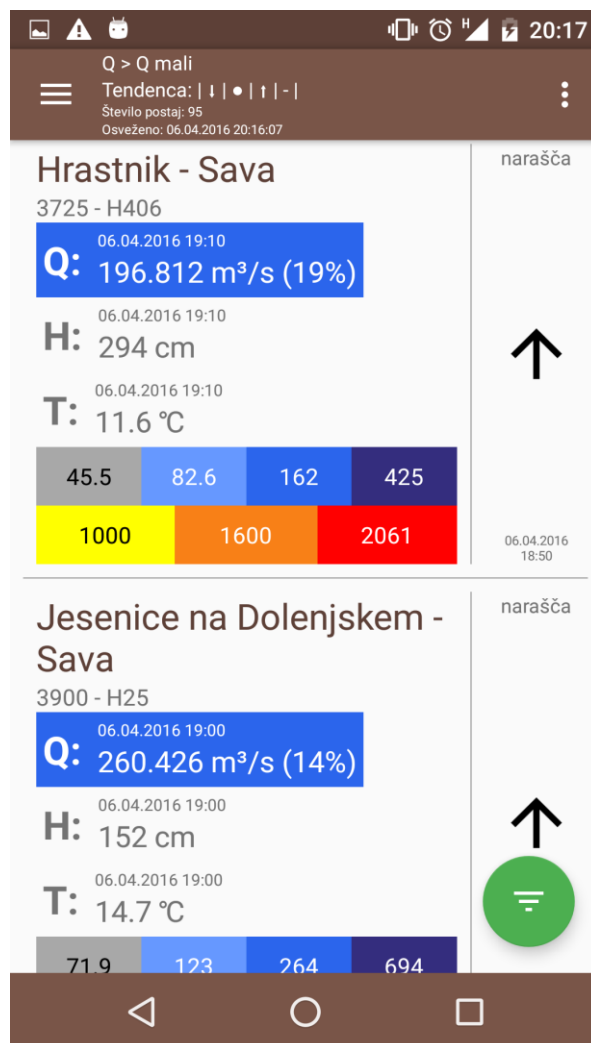 H 20:17
Q > Q mali
Tendenca: | ⬇ | ● | ⬆ | - |
Število postaj: 95
Osveženo: 06.04.2016 20:16:07
Hrastnik - Sava
3725 - H406
narašča
06.04.2016 19:10
Q: 196.812 m³/s (19%)
06.04.2016 19:10
H: 294 cm
06.04.2016 19:10
T: 11.6 °C
45.5 82.6 162 425
1000 1600 2061
06.04.2016
18:50
Jesenice na Dolenjskem -
Sava
3900 - H25
narašča
06.04.2016 19:00
Q: 260.426 m³/s (14%)
06.04.2016 19:00
H: 152 cm
06.04.2016 19:00
T: 14.7 °C
71.9 123 264 694